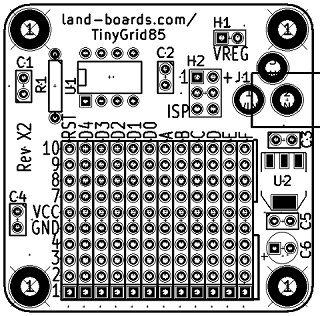 land-boards.com/
TinyGrid85
H1
1
1
VREG
C1
R1
U1
C2
H2
1
+
J1
ISP
Rev X2
RST
D4
D3
D2
D1
D0
A
B
C
D
E
F
10
9
8
7
VCC
GND
4
3
2
1
C3
U2
C4
C5
C6
+
1
1